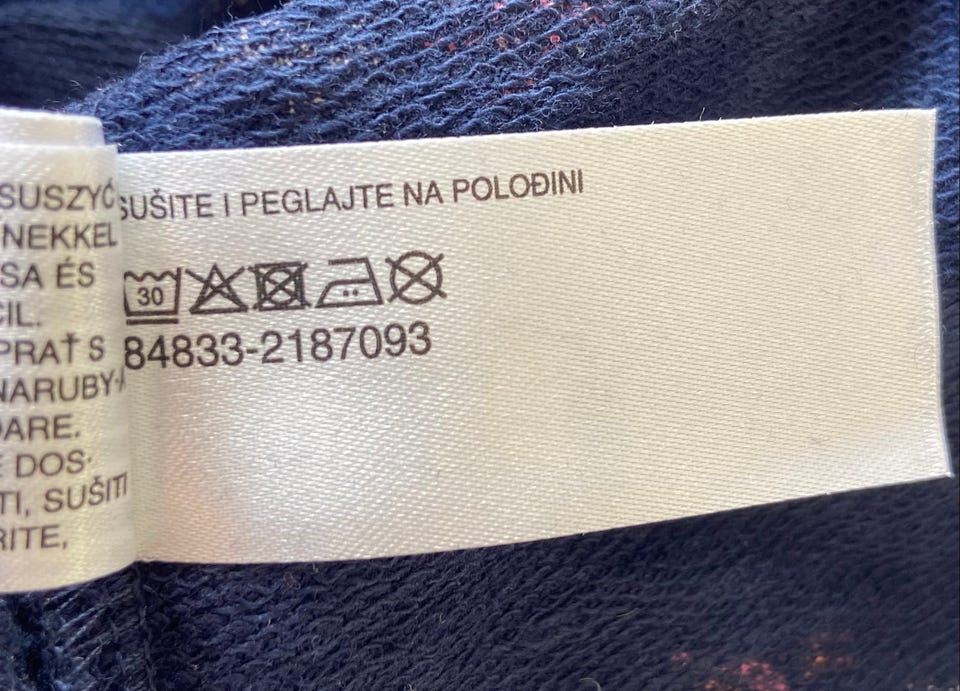 SUSZYĆ
NEKKEL
SA ÉS
CIL.
PRAŤ S
NARUBY-
DARE.
E DOS-
TI, SUŠITI
RITE,
SUŠITE I PEGLAJTE NA POLOĐINI
30
84833-2187093